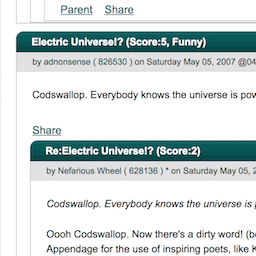 Parent Share
Electric Universe!? (Score:5, Funny)
by adnonsense ( 826530 ) on Saturday May 05, 2007 @04
Codswallop. Everybody knows the universe is pow
Share
Re:Electric Universe!? (Score:2)
by Nefarious Wheel ( 628136 ) * on Saturday May 05, 2
Codswallop. Everybody knows the universe is
Oooh Codswallop. Now there's a dirty word! (b
Appendage for the use of inspiring poets, like K